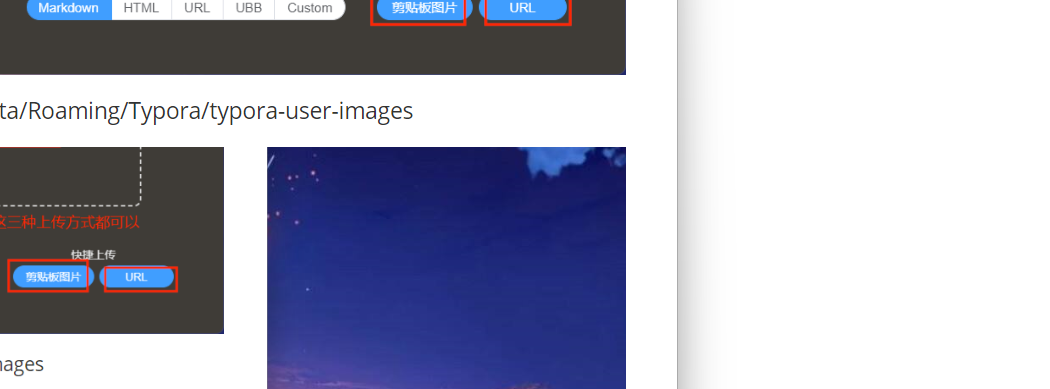 Markdown HTML URL UBB Custom 剪贴板图片 URL
ta/Roaming/Typora/typora-user-images
这三种上传方式都可以
快捷上传
剪贴板图片 URL
mages